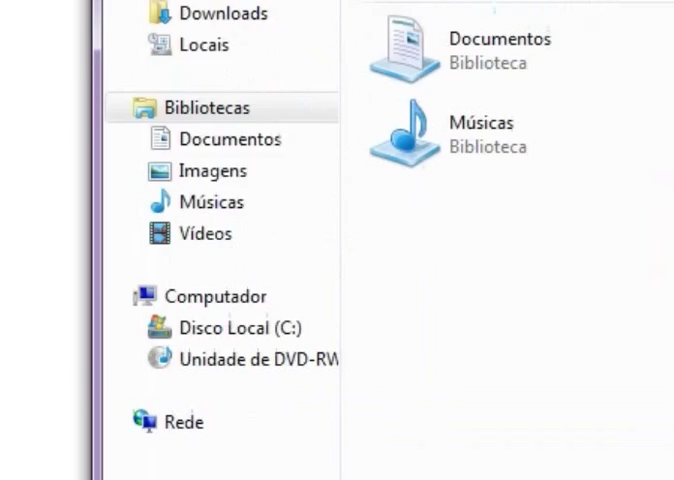 Downloads
Locais
Bibliotecas
Documentos
Imagens
Músicas
Vídeos
Computador
Disco Local (C:)
Unidade de DVD-RW
Rede
Documentos
Biblioteca
Músicas
Biblioteca